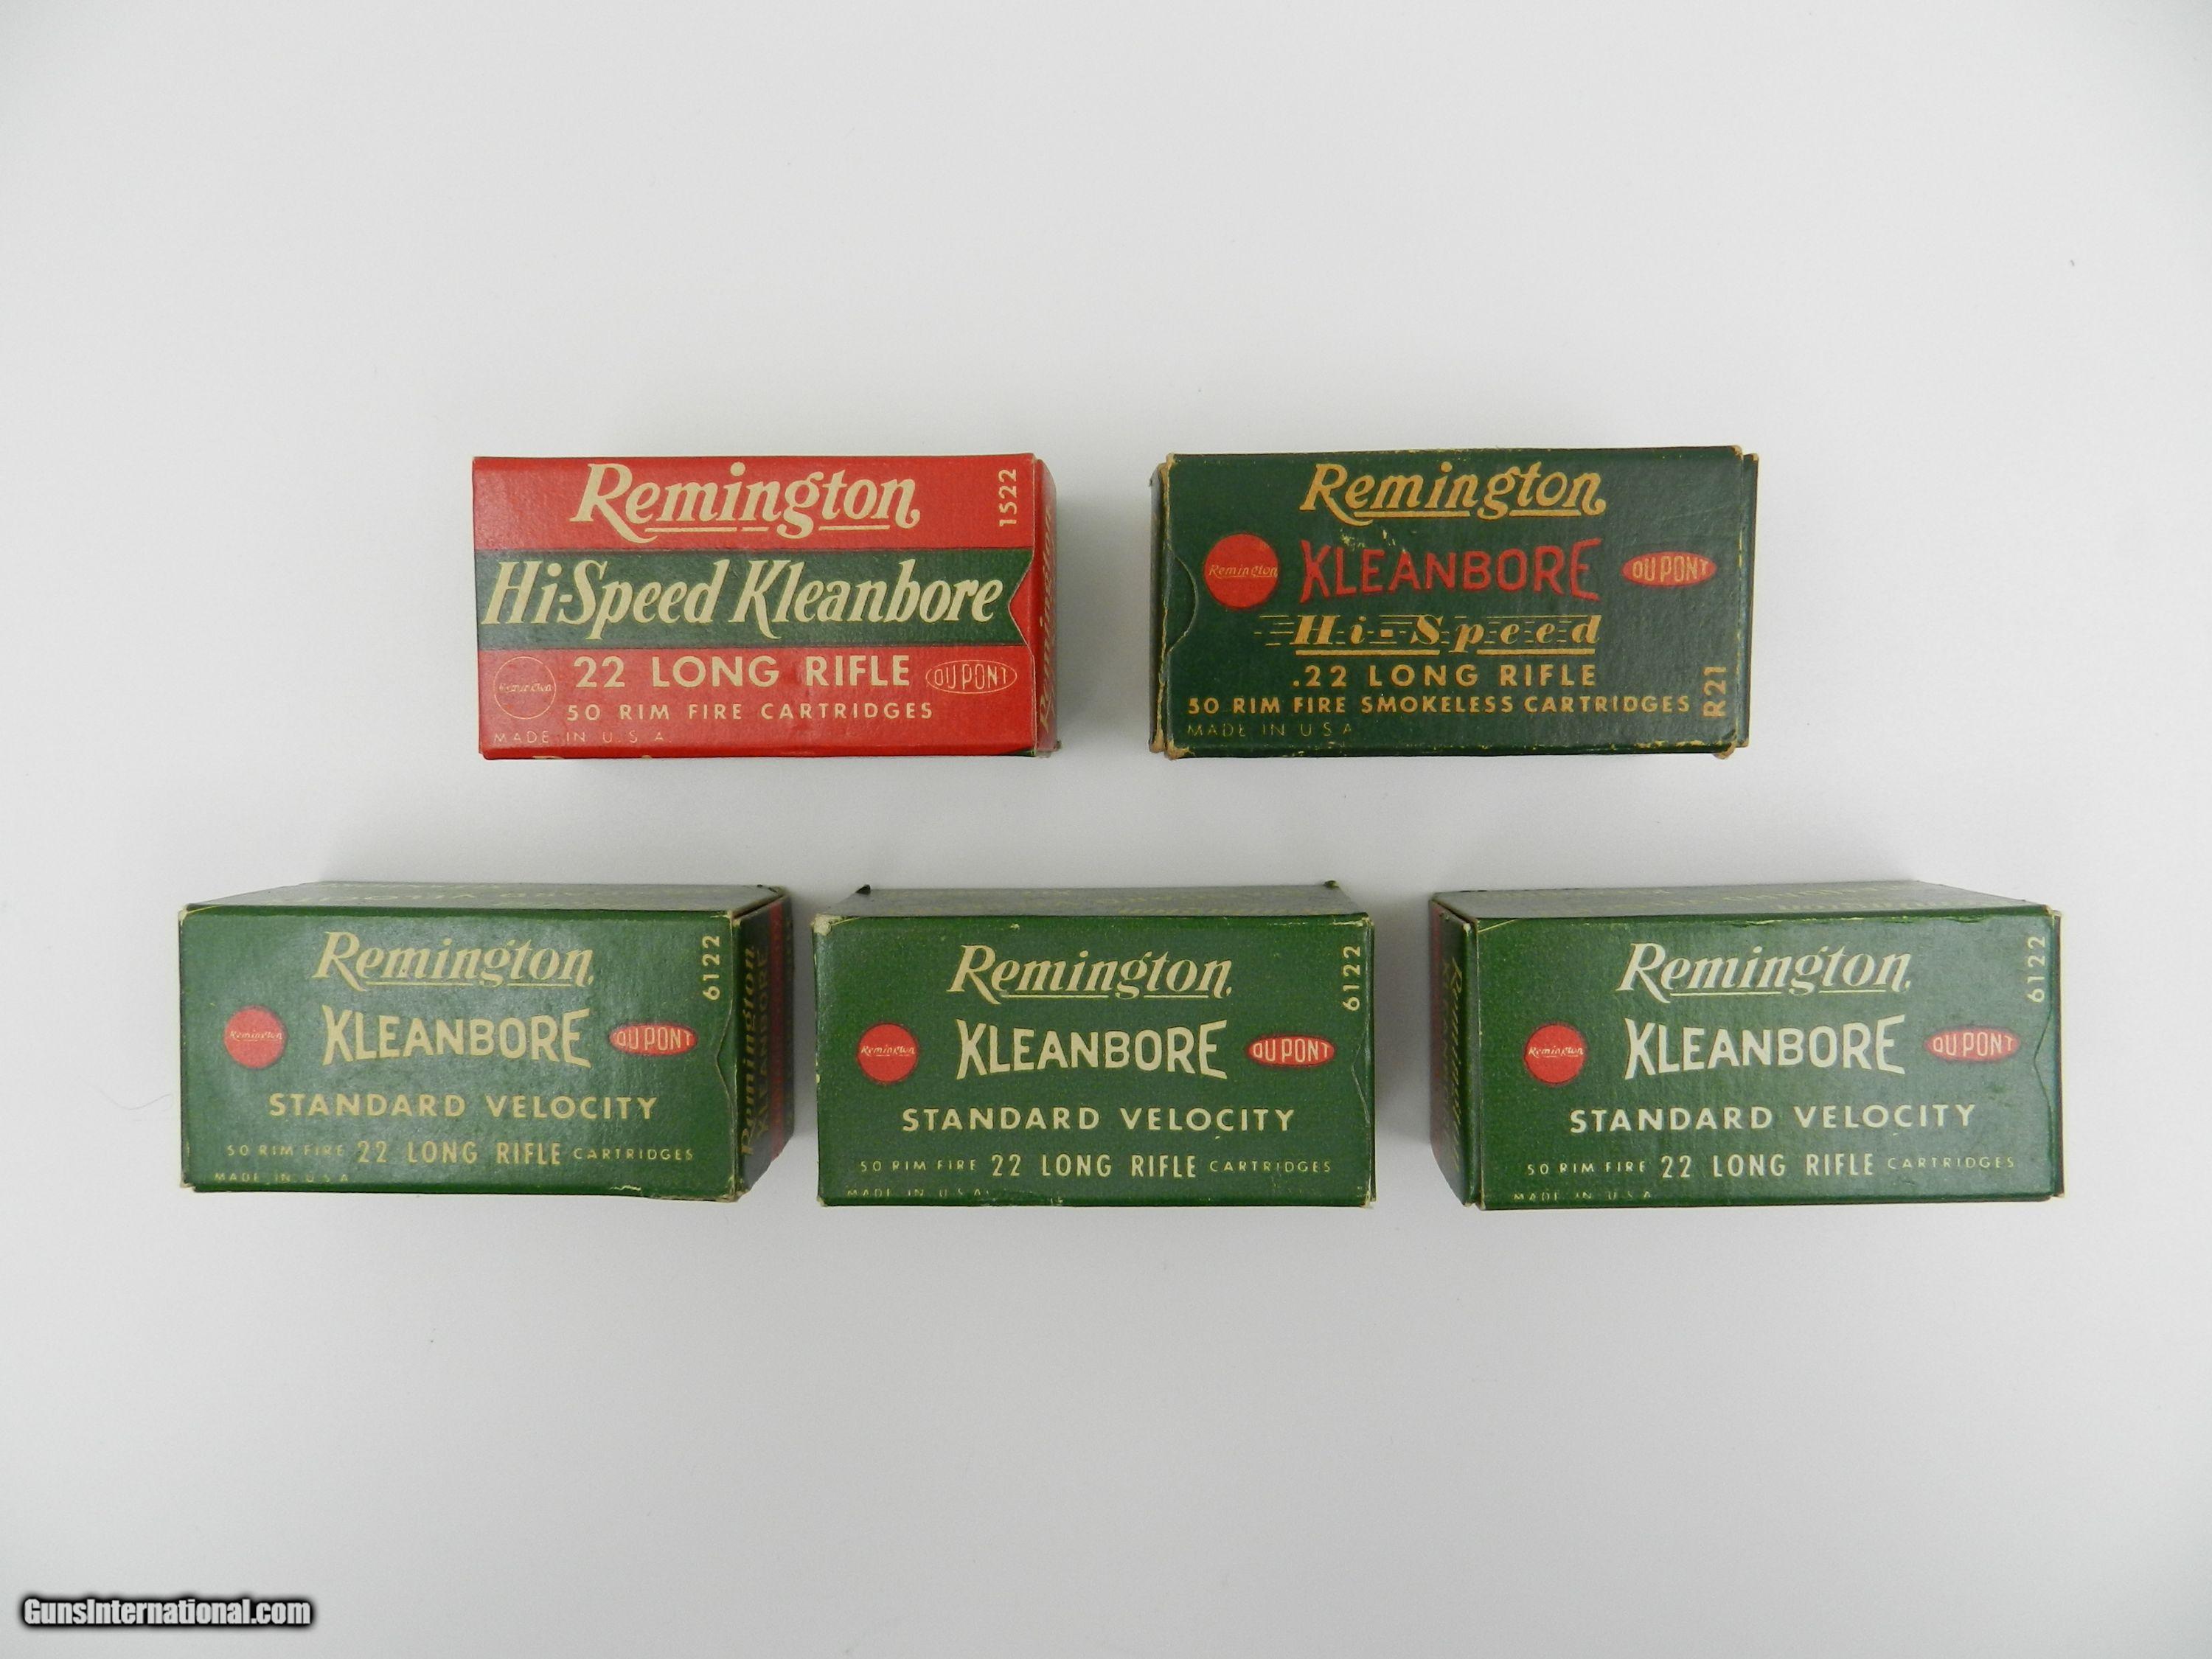 Remington
1522
Hi-Speed Kleanbore
22 LONG RIFLE
DU PONT
50 RIM FIRE CARTRIDGES
MADE IN U.S.A.
Remington
Remington
KLEANBORE
DU PONT
Hi-Speed
.22 LONG RIFLE
50 RIM FIRE SMOKELESS CARTRIDGES
R21
MADE IN U.S.A.
Remington
6122
Remington
KLEANBORE
DU PONT
STANDARD VELOCITY
50 RIM FIRE 22 LONG RIFLE CARTRIDGES
MADE IN U.S.A.
Remington
KLEANBORE
Remington
6122
Remington
KLEANBORE
DU PONT
STANDARD VELOCITY
50 RIM FIRE 22 LONG RIFLE CARTRIDGES
MADE IN U.S.A.
Remington
6122
Remington
KLEANBORE
DU PONT
STANDARD VELOCITY
50 RIM FIRE 22 LONG RIFLE CARTRIDGES
MADE IN U.S.A.
GunsInternational.com